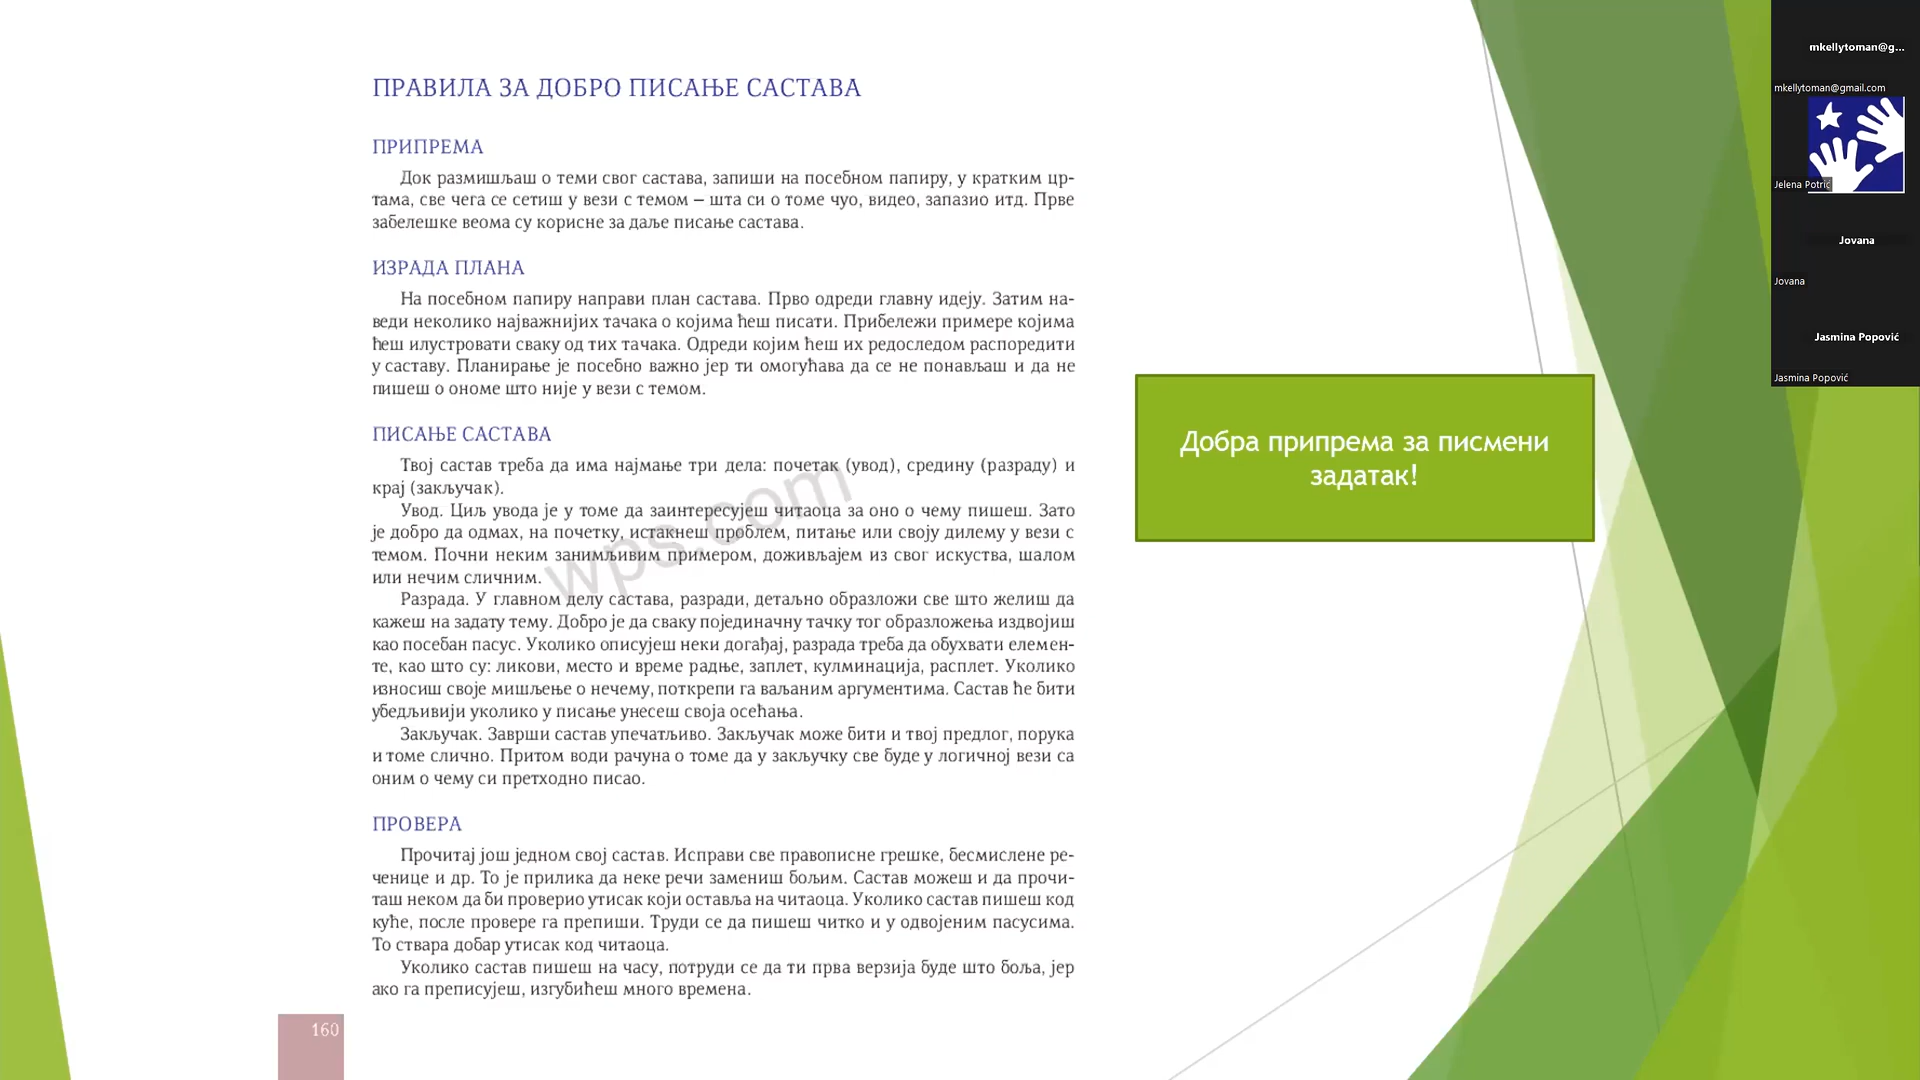 ПРАВИЛА ЗА ДОБРО ПИСАЊЕ САСТАВА
ПРИПРЕМА
Док размишљаш о теми свог састава, запиши на посебном папиру, у кратким цр-
тама, све чега се сетиш у вези с темом – шта си о томе чуо, видео, запазио итд. Прве
забелешке веома су корисне за даље писање састава.
ИЗРАДА ПЛАНА
На посебном папиру направи план састава. Прво одреди главну идеју. Затим на-
веди неколико најважнијих тачака о којима ћеш писати. Прибележи примере којима
ћеш илустровати сваку од тих тачака. Одреди којим ћеш их редоследом распоредити
у саставу. Планирање је посебно важно јер ти омогућава да се не понављаш и да не
пишеш о ономе што није у вези с темом.
ПИСАЊЕ САСТАВА
Твој састав треба да има најмање три дела: почетак (увод), средину (разраду) и
крај (закључак).
Увод. Циљ увода је у томе да заинтересујеш читаоца за оно о чему пишеш. Зато
је добро да одмах, на почетку, истакнеш проблем, питање или своју дилему у вези с
темом. Почни неким занимљивим примером, доживљајем из свог искуства, шалом
или нечим сличним.
Разрада. У главном делу састава, разради, детаљно образложи све што желиш да
кажеш на задату тему. Добро је да сваку појединачну тачку тог образложења издвојиш
као посебан пасус. Уколико описујеш неки догађај, разрада треба да обухвати елемен-
те, као што су: ликови, место и време радње, заплет, кулминација, расплет. Уколико
износиш своје мишљење о нечему, поткрепи га ваљаним аргументима. Састав ће бити
убедљивији уколико у писање унесеш своја осећања.
Закључак. Заврши састав упечатљиво. Закључак може бити и твој предлог, порука
и томе слично. Притом води рачуна о томе да у закључку све буде у логичној вези са
оним о чему си претходно писао.
ПРОВЕРА
Прочитај још једном свој састав. Исправи све правописне грешке, бесмислене ре-
ченице и др. То је прилика да неке речи замениш бољим. Састав можеш и да прочи-
таш неком да би проверио утисак који оставља на читаоца. Уколико састав пишеш код
куће, после провере га препиши. Труди се да пишеш читко и у одвојеним пасусима.
То ствара добар утисак код читаоца.
Уколико састав пишеш на часу, потруди се да ти прва верзија буде што боља, јер
ако га преписујеш, изгубићеш много времена.
160
wps.com
Добра припрема за писмени
задатак!
mkellytoman@g...
mkellytoman@gmail.com
Jelena Potrić
Jovana
Jovana
Jasmina Popović
Jasmina Popović